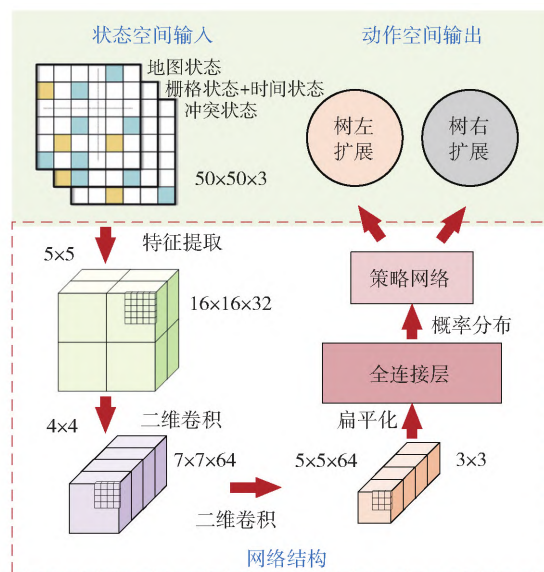 状态空间输入
动作空间输出
地图状态
栅格状态+时间状态
冲突状态
50×50×3
树左
扩展
树右
扩展
5×5
特征提取
16×16×32
策略网络
概率分布
全连接层
4×4
二维卷积
扁平化
7×7×64
5×5×64
3×3
二维卷积
网络结构